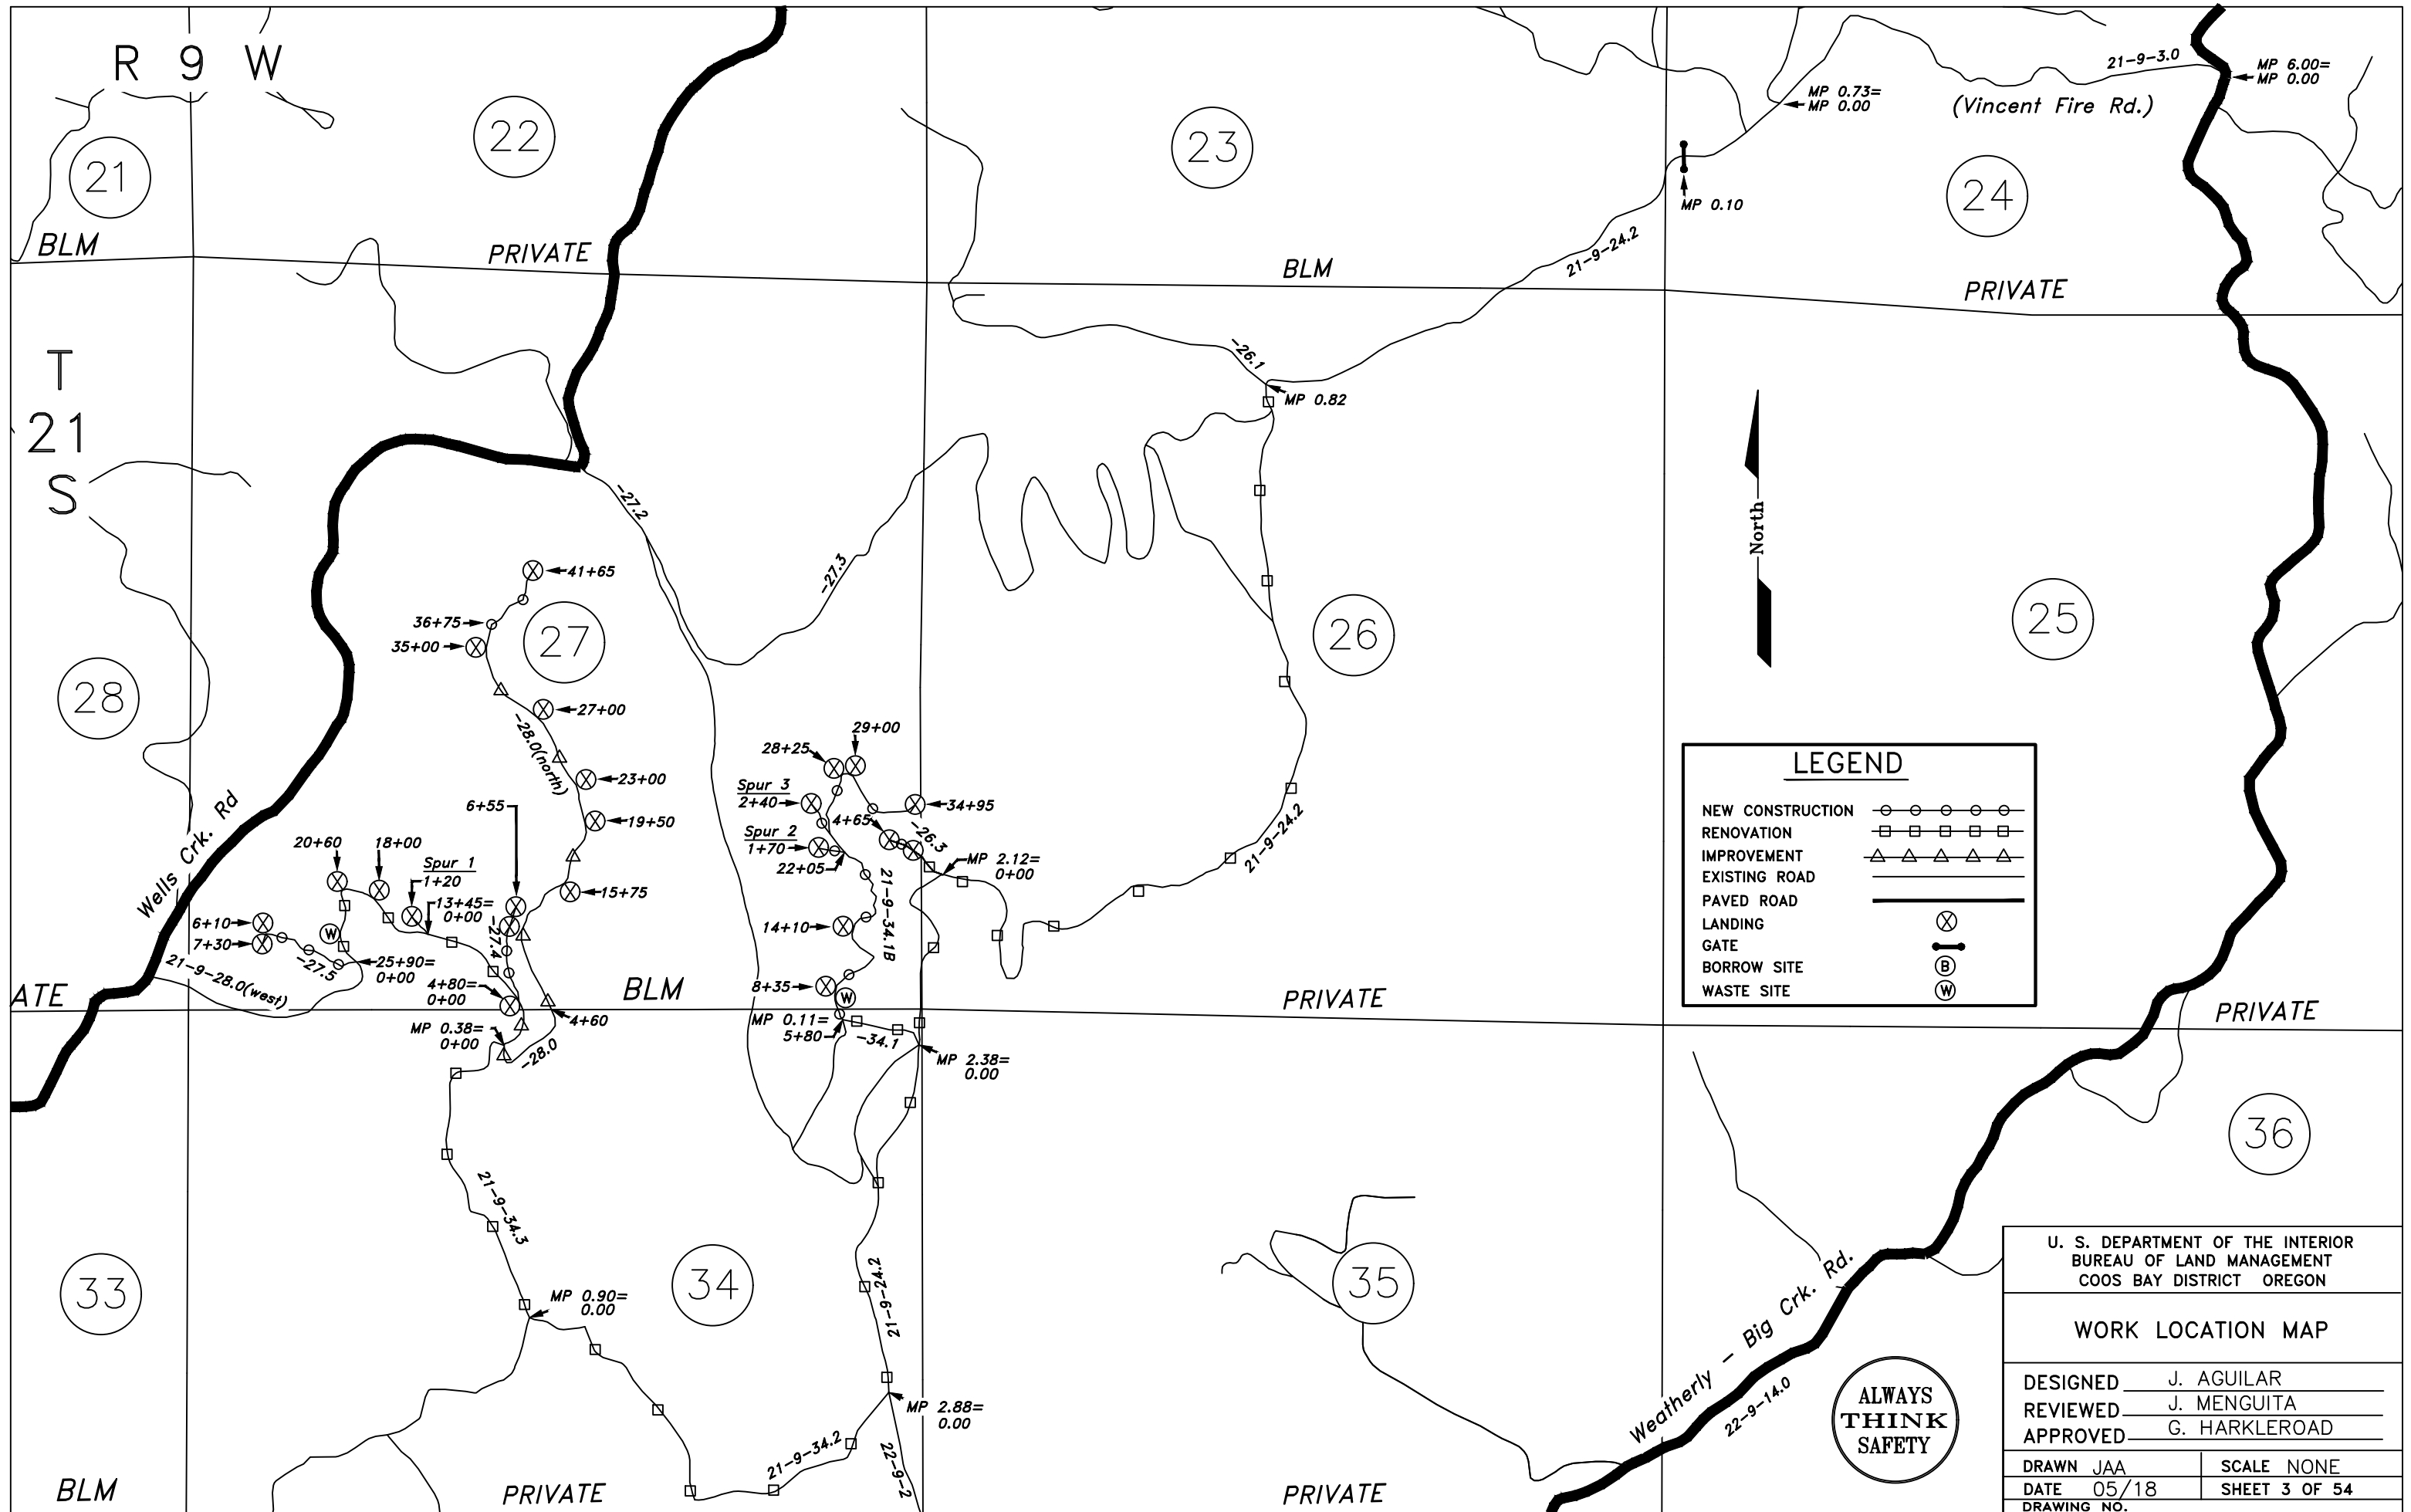 R 9 W
T
21
S
21
22
23
24
BLM
PRIVATE
BLM
PRIVATE
21-9-3.0
MP 6.00=
MP 0.00
MP 0.73=
MP 0.00
(Vincent Fire Rd.)
MP 0.10
21-9-24.2
-26.1
MP 0.82
-27.2
-27.3
North
28
27
26
25
41+65
36+75
35+00
27+00
-28.0(north)
23+00
19+50
15+75
6+55
20+60
18+00
Spur 1
1+20
13+45=
0+00
6+10
7+30
-27.5
25+90=
0+00
W
-27.4
4+80=
0+00
4+60
MP 0.38=
0+00
-28.0
Wells Crk. Rd
21-9-28.0(west)
ATE
BLM
29+00
28+25
Spur 3
2+40
34+95
4+65
-26.3
Spur 2
1+70
22+05
MP 2.12=
0+00
21-9-34.1B
14+10
8+35
W
MP 0.11=
5+80
-34.1
MP 2.38=
0.00
21-9-24.2
PRIVATE
PRIVATE
LEGEND
NEW CONSTRUCTION
RENOVATION
IMPROVEMENT
EXISTING ROAD
PAVED ROAD
LANDING
GATE
BORROW SITE B
WASTE SITE W
33
34
35
36
21-9-34.3
MP 0.90=
0.00
21-9-24.2
MP 2.88=
0.00
21-9-34.2
22-9-2
BLM
PRIVATE
PRIVATE
Weatherly - Big Crk. Rd.
22-9-14.0
ALWAYS
THINK
SAFETY
U. S. DEPARTMENT OF THE INTERIOR
BUREAU OF LAND MANAGEMENT
COOS BAY DISTRICT OREGON
WORK LOCATION MAP
DESIGNED J. AGUILAR
REVIEWED J. MENGUITA
APPROVED G. HARKLEROAD
DRAWN JAA
SCALE NONE
DATE 05/18
SHEET 3 OF 54
DRAWING NO.